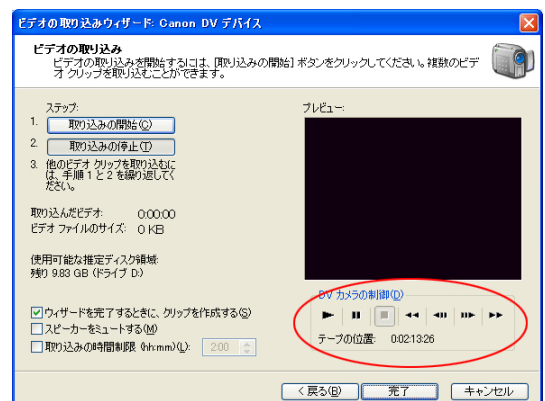 ビデオの取り込みウィザード: Canon DV デバイス
ビデオの取り込み
ビデオの取り込みを開始するには、[取り込みの開始] ボタンをクリックしてください。複数のビデ
オ クリップを取り込むことができます。
ステップ:
1. 取り込みの開始(C)
2. 取り込みの停止(T)
3. 他のビデオ クリップを取り込むに
は、手順 1 と 2 を繰り返してく
ださい。
取り込んだビデオ: 0:00:00
ビデオ ファイルのサイズ: 0 KB
使用可能な推定ディスク領域:
残り 9.83 GB (ドライブ D:)
ウィザードを完了するときに、クリップを作成する(S)
スピーカーをミュートする(M)
取り込みの時間制限 (hh:mm)(L): 2:00
プレビュー:
DV カメラの制御(D)
テープの位置: 0:02:13:26
< 戻る(B)
完了
キャンセル